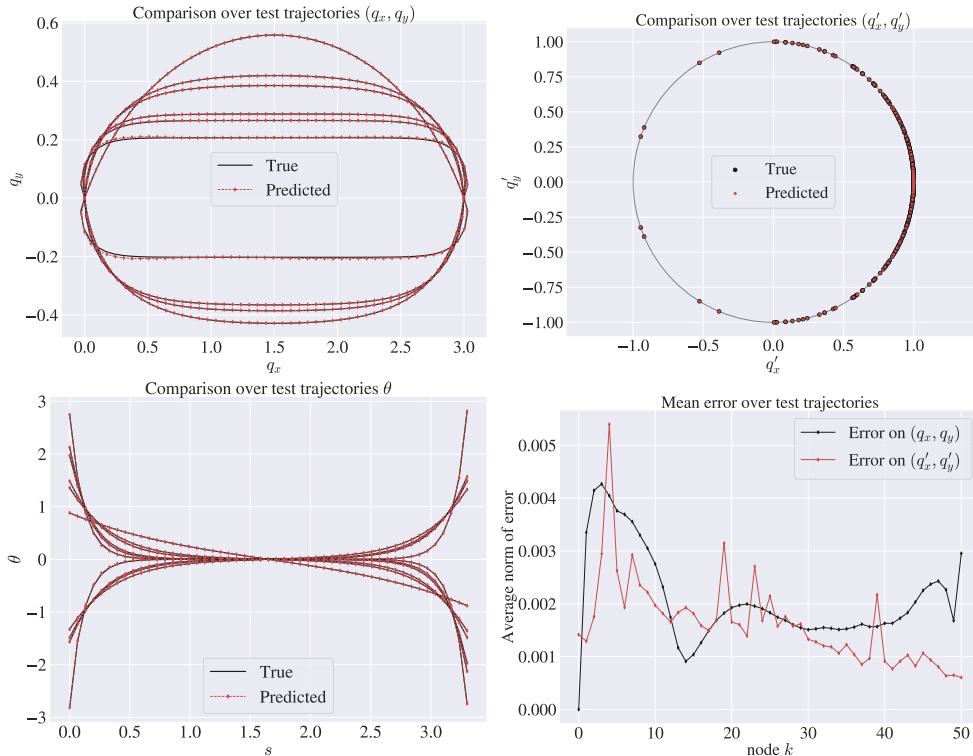 Comparison over test trajectories (q_x, q_y)
0.6
0.4
0.2
0.0
−0.2
−0.4
q_y
True
Predicted
0.0 0.5 1.0 1.5 2.0 2.5 3.0
q_x
Comparison over test trajectories (q′_x, q′_y)
1.00
0.75
0.50
0.25
0.00
−0.25
−0.50
−0.75
−1.00
q′_y
True
Predicted
−1.0 −0.5 0.0 0.5 1.0
q′_x
Comparison over test trajectories θ
3
2
1
0
−1
−2
−3
θ
True
Predicted
0.0 0.5 1.0 1.5 2.0 2.5 3.0
s
Mean error over test trajectories
0.005
0.004
0.003
0.002
0.001
0.000
Average norm of error
Error on (q_x, q_y)
Error on (q′_x, q′_y)
0 10 20 30 40 50
node k